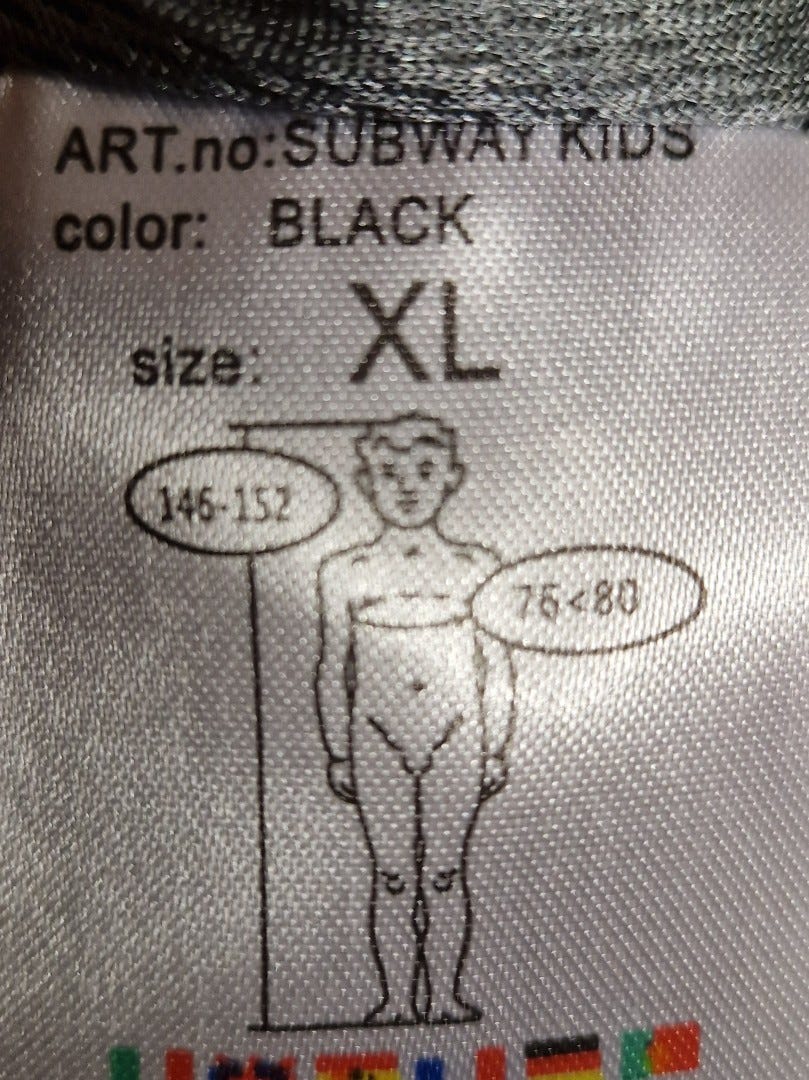 ART.no:SUBWAY KIDS
color: BLACK
size: XL
146-152
76<80